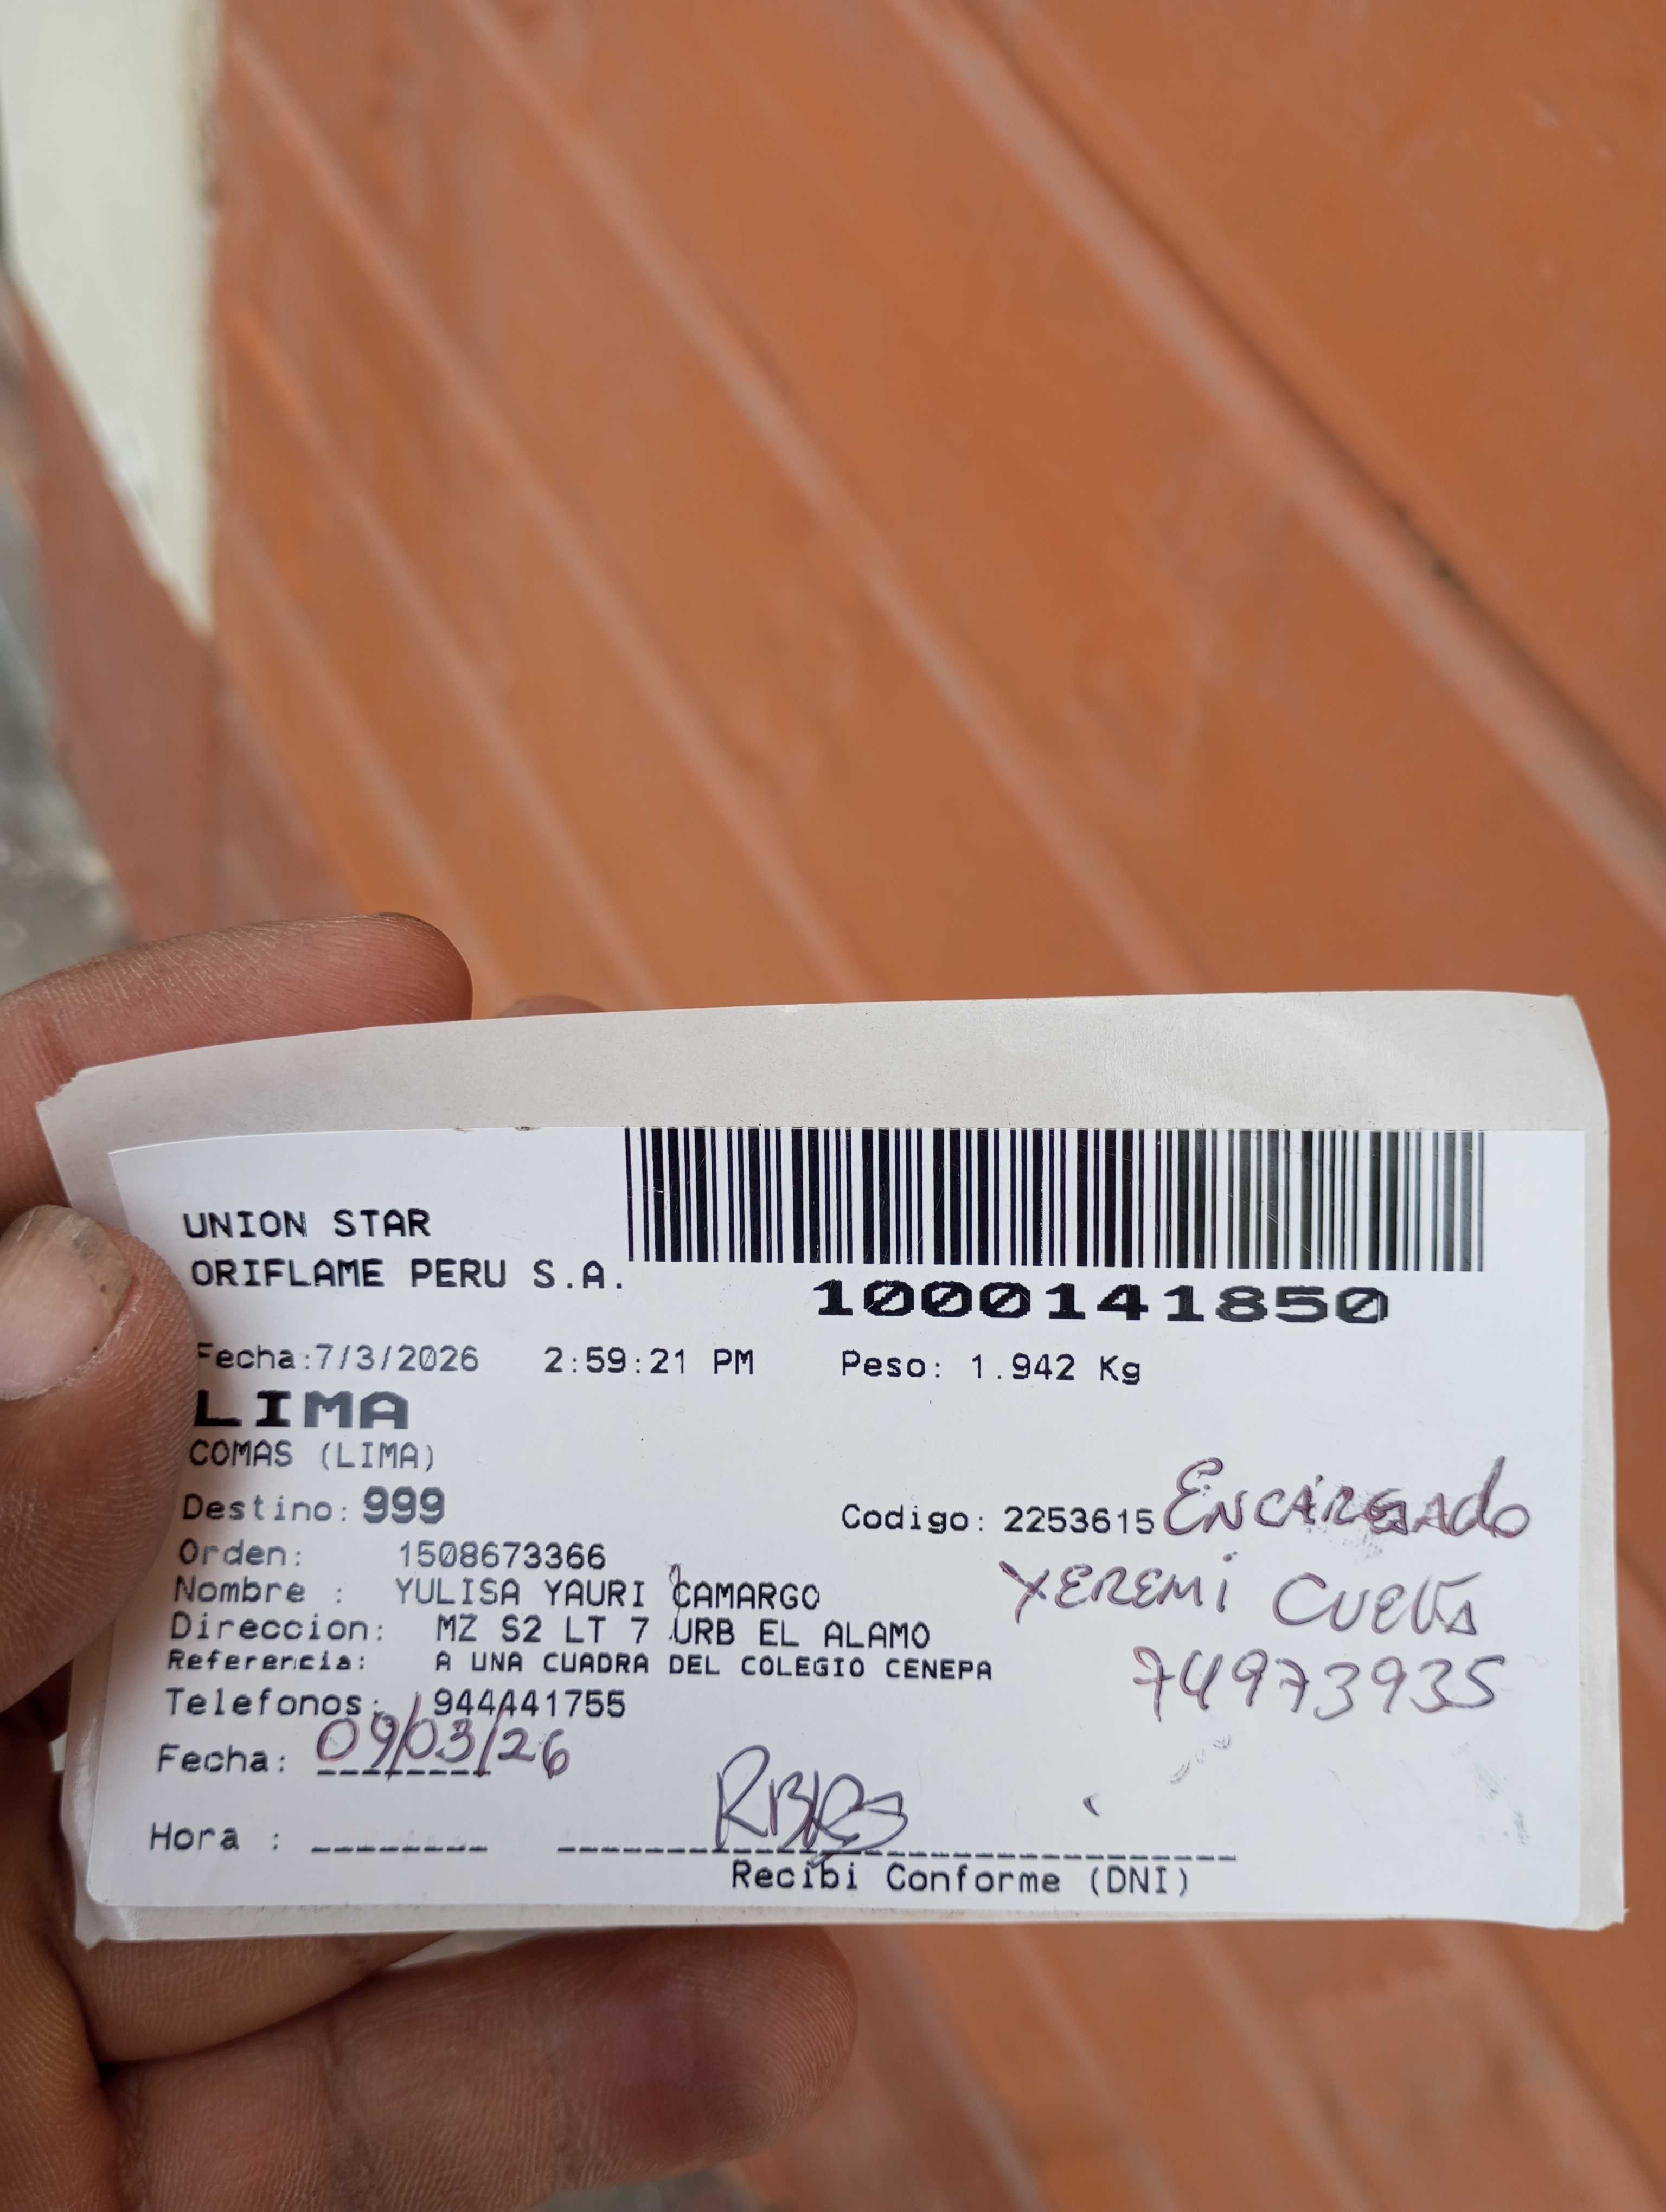 UNION STAR
ORIFLAME PERU S.A.
1000141850
Fecha:7/3/2026 2:59:21 PM Peso: 1.942 Kg
LIMA
COMAS (LIMA)
Destino: 999
Codigo: 2253615 ENCARGADO
Orden: 1508673366
Nombre : YULISA YAURI CAMARGO
YEREMI
Direccion: MZ S2 LT 7 URB EL ALAMO
Referencia: A UNA CUADRA DEL COLEGIO CENEPA
74973935
Telefonos: 944441755
Fecha: 09/03/26
Hora :
Recibi Conforme (DNI)